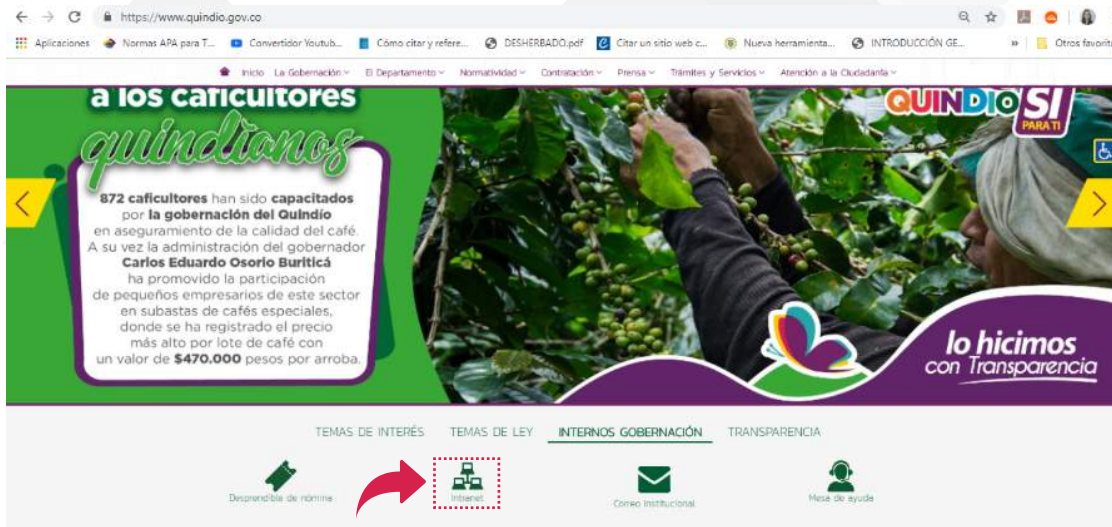 https://www.quindio.gov.co
Aplicaciones Normas APA para T... Convertidor Youtub... Cómo citar y refere... DESHERBADO.pdf Citar un sitio web c... Nueva herramienta... INTRODUCCIÓN GE... » Otros favorit
Inicio La Gobernación El Departamento Normatividad Contratación Prensa Trámites y Servicios Atención a la Ciudadanía
a los caficultores
quindianos
QUINDIO SÍ
PARA TI
872 caficultores han sido capacitados
por la gobernación del Quindío
en aseguramiento de la calidad del café.
A su vez la administración del gobernador
Carlos Eduardo Osorio Buriticá
ha promovido la participación
de pequeños empresarios de este sector
en subastas de cafés especiales,
donde se ha registrado el precio
más alto por lote de café con
un valor de $470.000 pesos por arroba.
lo hicimos
con Transparencia
TEMAS DE INTERÉS TEMAS DE LEY INTERNOS GOBERNACIÓN TRANSPARENCIA
Desprendible de nómina Intranet Correo Institucional Mesa de ayuda